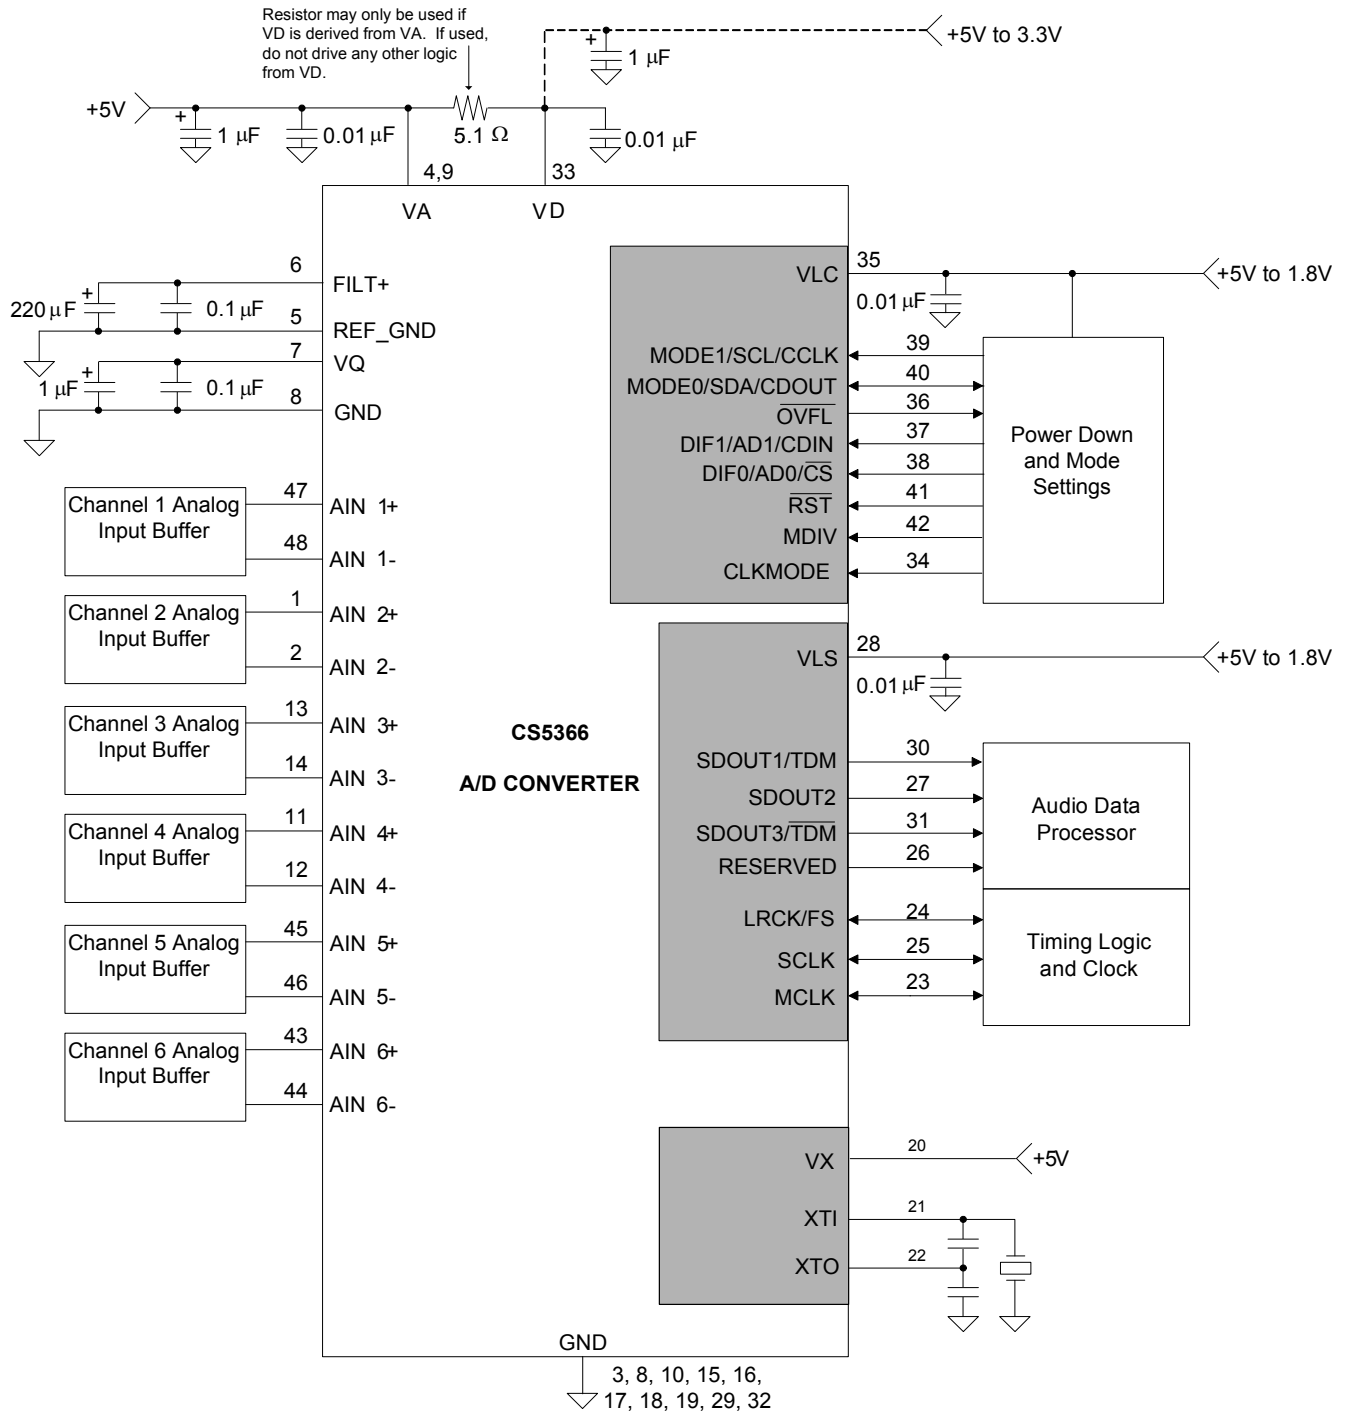 Resistor may only be used if
VD is derived from VA. If used,
do not drive any other logic
from VD.
+5V to 3.3V
+
1 µF
+5V
+
1 µF
0.01 µF
5.1 Ω
0.01 µF
4,9
33
VA
VD
6
FILT+
220 µF
+
0.1 µF
5
REF_GND
7
VQ
1 µF
+
0.1 µF
8
GND
Channel 1 Analog
Input Buffer
47
AIN 1+
48
AIN 1-
Channel 2 Analog
Input Buffer
1
AIN 2+
2
AIN 2-
Channel 3 Analog
Input Buffer
13
AIN 3+
14
AIN 3-
Channel 4 Analog
Input Buffer
11
AIN 4+
12
AIN 4-
Channel 5 Analog
Input Buffer
45
AIN 5+
46
AIN 5-
Channel 6 Analog
Input Buffer
43
AIN 6+
44
AIN 6-
CS5366
A/D CONVERTER
VLC
35
+5V to 1.8V
0.01 µF
MODE1/SCL/CCLK
39
MODE0/SDA/CDOUT
40
OVFL
36
DIF1/AD1/CDIN
37
DIF0/AD0/CS
38
RST
41
MDIV
42
CLKMODE
34
Power Down
and Mode
Settings
VLS
28
+5V to 1.8V
0.01 µF
SDOUT1/TDM
30
SDOUT2
27
SDOUT3/TDM
31
RESERVED
26
Audio Data
Processor
LRCK/FS
24
SCLK
25
MCLK
23
Timing Logic
and Clock
VX
20
+5V
XTI
21
XTO
22
GND
3, 8, 10, 15, 16,
17, 18, 19, 29, 32